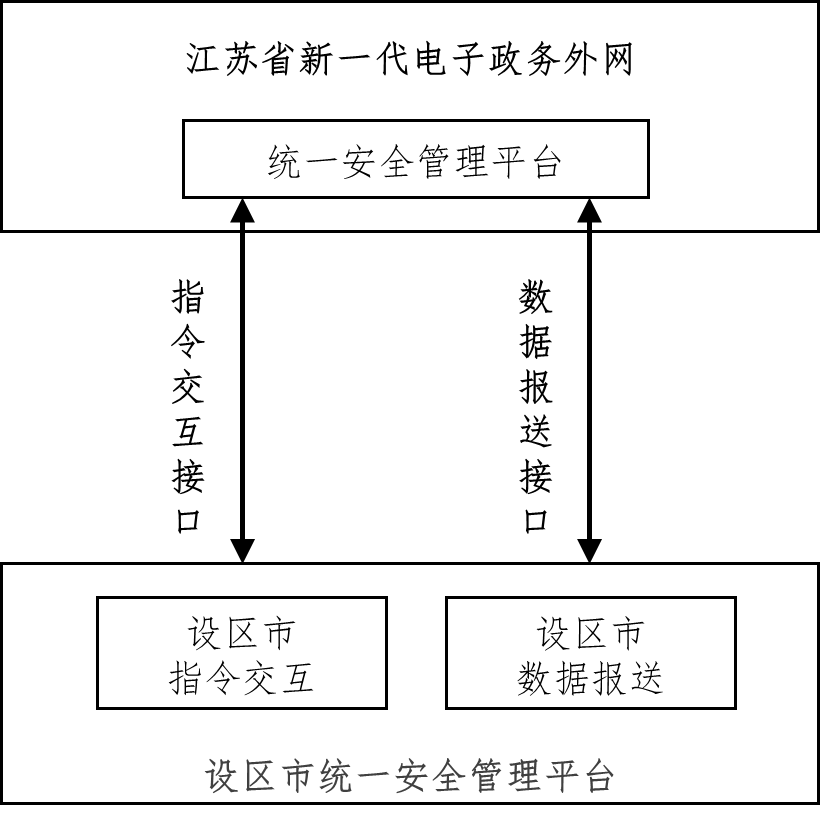 江苏省新一代电子政务外网
统一安全管理平台
指令交互接口
数据报送接口
设区市
指令交互
设区市
数据报送
设区市统一安全管理平台